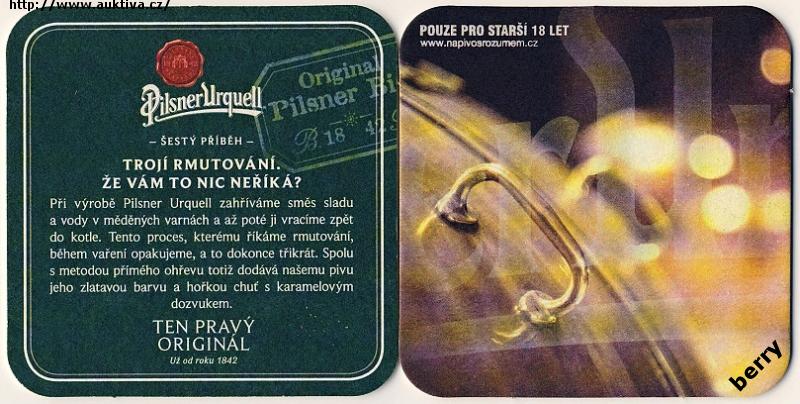 http://www.auktiva.cz/
Pilsner Urquell
Original
Pilsner Bi
B. 18 42
– ŠESTÝ PŘÍBĚH –
TROJÍ RMUTOVÁNÍ.
ŽE VÁM TO NIC NEŘÍKÁ?
Při výrobě Pilsner Urquell zahříváme směs sladu
a vody v měděných varnách a až poté ji vracíme zpět
do kotle. Tento proces, kterému říkáme rmutování,
během vaření opakujeme, a to dokonce třikrát. Spolu
s metodou přímého ohřevu totiž dodává našemu pivu
jeho zlatavou barvu a hořkou chuť s karamelovým
dozvukem.
TEN PRAVÝ
ORIGINÁL
Už od roku 1842
POUZE PRO STARŠÍ 18 LET
www.napivosrozumem.cz
berry